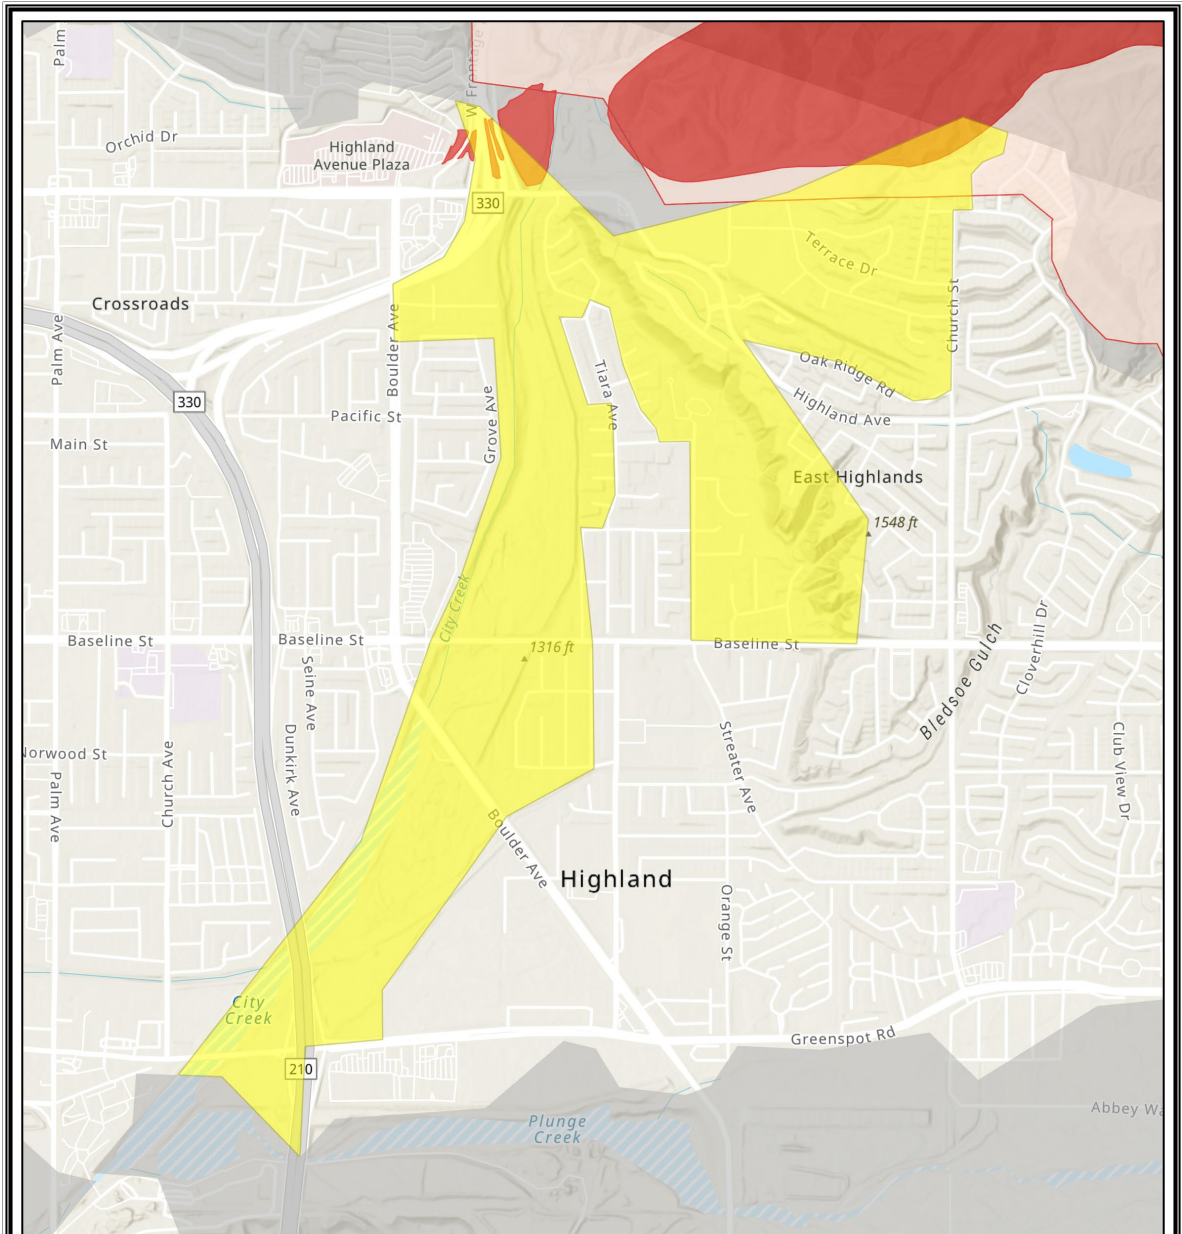 Palm
W Frontage
Orchid Dr
Highland
Avenue Plaza
330
Terrace Dr
Crossroads
Church St
Palm Ave
Boulder Ave
Tiara Ave
Oak Ridge Rd
330
Grove Ave
Pacific St
Highland Ave
Main St
East Highlands
1548 ft
City Creek
Baseline St
Baseline St
1316 ft
Baseline St
Cloverhill Dr
Seine Ave
Bledsoe Gulch
Norwood St
Dunkirk Ave
Streater Ave
Club View Dr
Palm Ave
Church Ave
Boulder Ave
Highland
Orange St
City
Creek
Greenspot Rd
210
Plunge
Creek
Abbey Wa